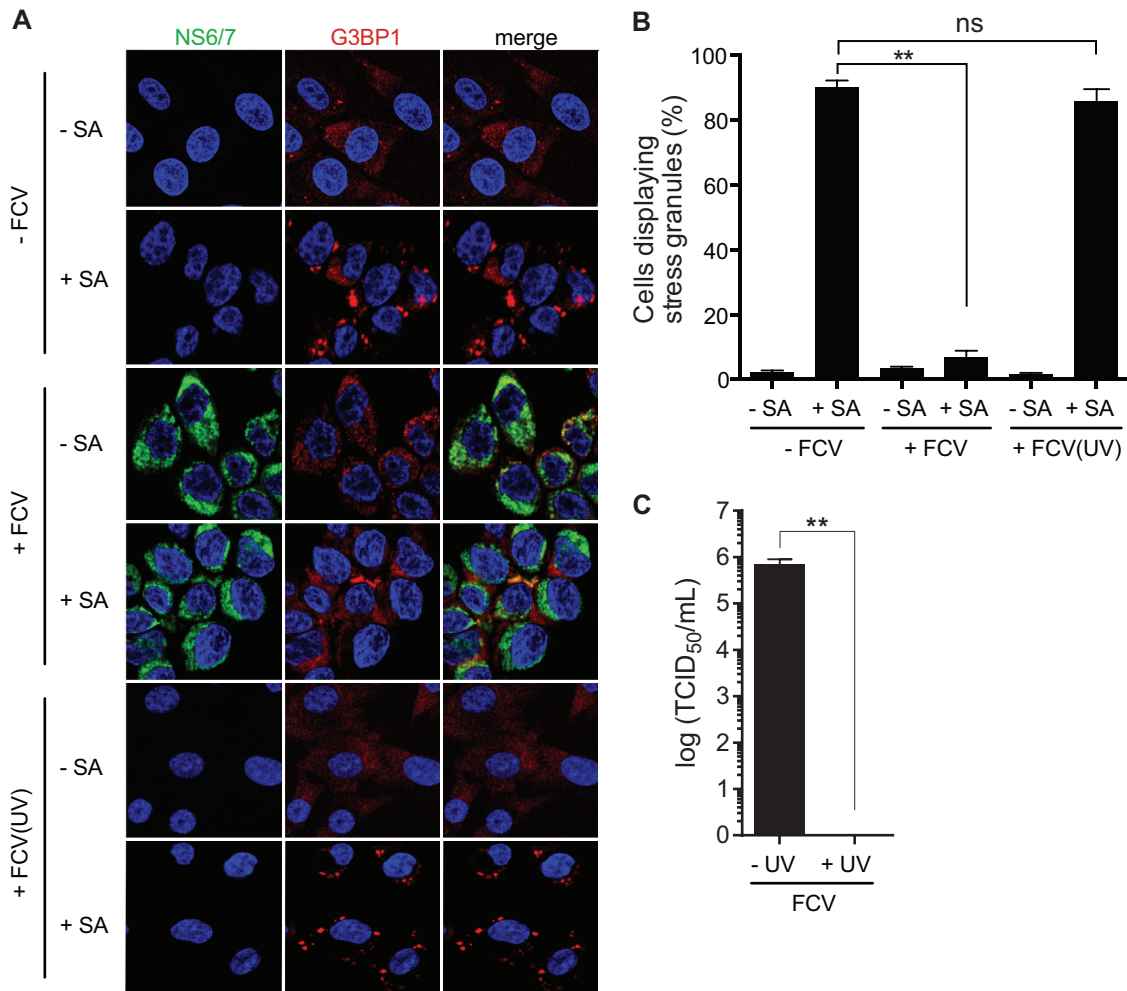 A
NS6/7
G3BP1
merge
- FCV
- SA
+ SA
+ FCV
- SA
+ SA
+ FCV(UV)
- SA
+ SA
B
Cells displaying
stress granules (%)
100
80
60
40
20
0
ns
**
- SA
+ SA
- SA
+ SA
- SA
+ SA
- FCV
+ FCV
+ FCV(UV)
C
log (TCID50/mL)
7
6
5
4
3
2
1
0
**
- UV
+ UV
FCV